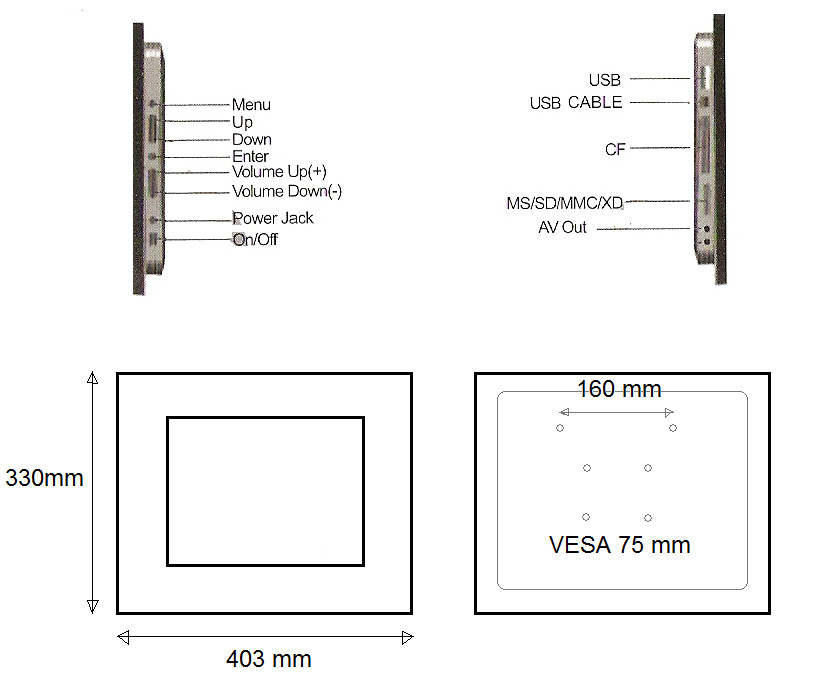 Menu
Up
Down
Enter
Volume Up(+)
Volume Down(-)
Power Jack
On/Off
USB
USB CABLE
CF
MS/SD/MMC/XD
AV Out
330mm
403 mm
160 mm
VESA 75 mm